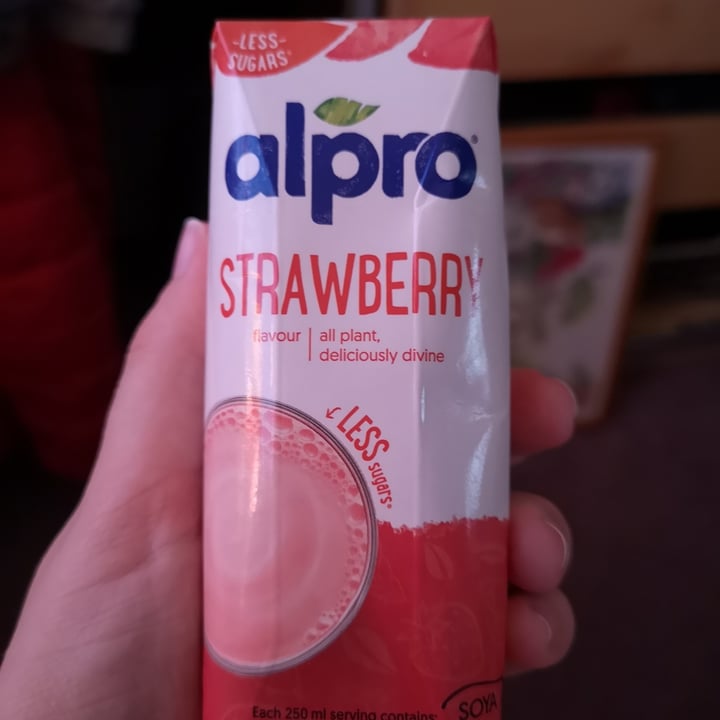 -LESS-
SUGARS*
alpro®
STRAWBERRY
flavour | all plant,
deliciously divine
LESS
sugars*
Each 250 ml serving contains:
SOYA